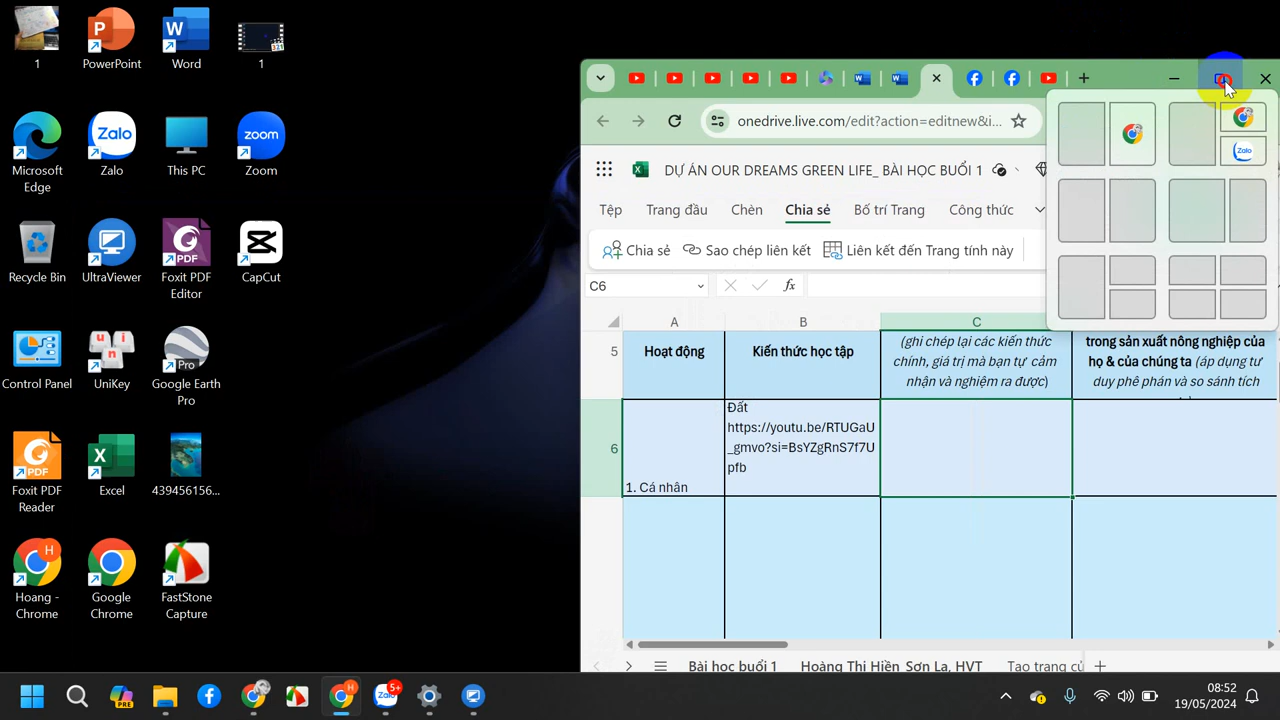 1
PowerPoint
Word
1
Microsoft Edge
Zalo
This PC
Zoom
Recycle Bin
UltraViewer
Foxit PDF Editor
CapCut
Control Panel
UniKey
Google Earth Pro
Foxit PDF Reader
Excel
439456156...
Hoang - Chrome
Google Chrome
FastStone Capture
onedrive.live.com/edit?action=editnew&i...
DỰ ÁN OUR DREAMS GREEN LIFE_ BÀI HỌC BUỔI 1
Tệp Trang đầu Chèn Chia sẻ Bố trí Trang Công thức
Chia sẻ Sao chép liên kết Liên kết đến Trang tính này
C6 fx
A B C
5 Hoạt động
Kiến thức học tập
(ghi chép lại các kiến thức
chính, giá trị mà bạn tự cảm
nhận và nghiệm ra được)
trong sản xuất nông nghiệp của
họ & của chúng ta (áp dụng tư
duy phê phán và so sánh tích
6
1. Cá nhân
Đất
https://youtu.be/RTUGaU
_gmvo?si=BsYZgRnS7f7U
pfb
Bài học buổi 1 Hoàng Thị Hiền_Sơn La, HVT Tạo trang củ
PRE
5+
08:52
19/05/2024